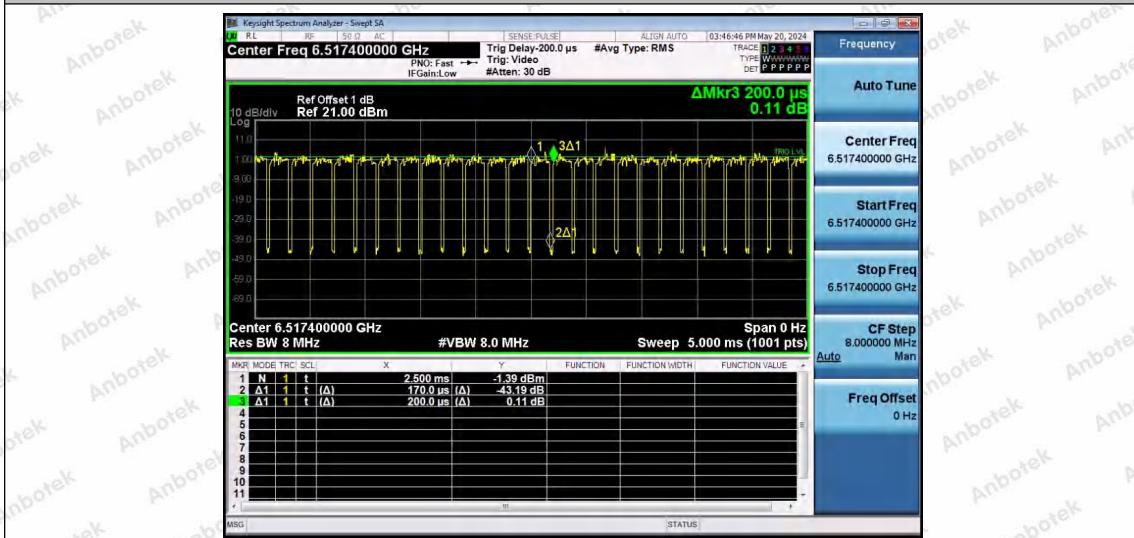 Keysight Spectrum Analyzer - Swept SA
RL RF 50 Ω AC SENSE:PULSE ALIGN AUTO 03:46:46 PM May 20, 2024
Center Freq 6.517400000 GHz
PNO: Fast
IFGain:Low
Trig Delay-200.0 µs
Trig: Video
#Atten: 30 dB
#Avg Type: RMS
TRACE 1 2 3 4 5 6
TYPE WWWWWW
DET P P P P P P
ΔMkr3 200.0 µs
0.11 dB
Ref Offset 1 dB
10 dB/div Ref 21.00 dBm
Log
11.0
1.00
-9.00
-19.0
-29.0
-39.0
-49.0
-59.0
-69.0
1
3Δ1
2Δ1
TRIG LVL
Center 6.517400000 GHz Span 0 Hz
Res BW 8 MHz #VBW 8.0 MHz Sweep 5.000 ms (1001 pts)
MKR MODE TRC SCL X Y FUNCTION FUNCTION WIDTH FUNCTION VALUE
1 N 1 t 2.500 ms -1.39 dBm
2 Δ1 1 t (Δ) 170.0 µs (Δ) -43.19 dB
3 Δ1 1 t (Δ) 200.0 µs (Δ) 0.11 dB
4
5
6
7
8
9
10
11
MSG STATUS
Frequency
Auto Tune
Center Freq
6.517400000 GHz
Start Freq
6.517400000 GHz
Stop Freq
6.517400000 GHz
CF Step
8.000000 MHz
Auto Man
Freq Offset
0 Hz
Anbotek